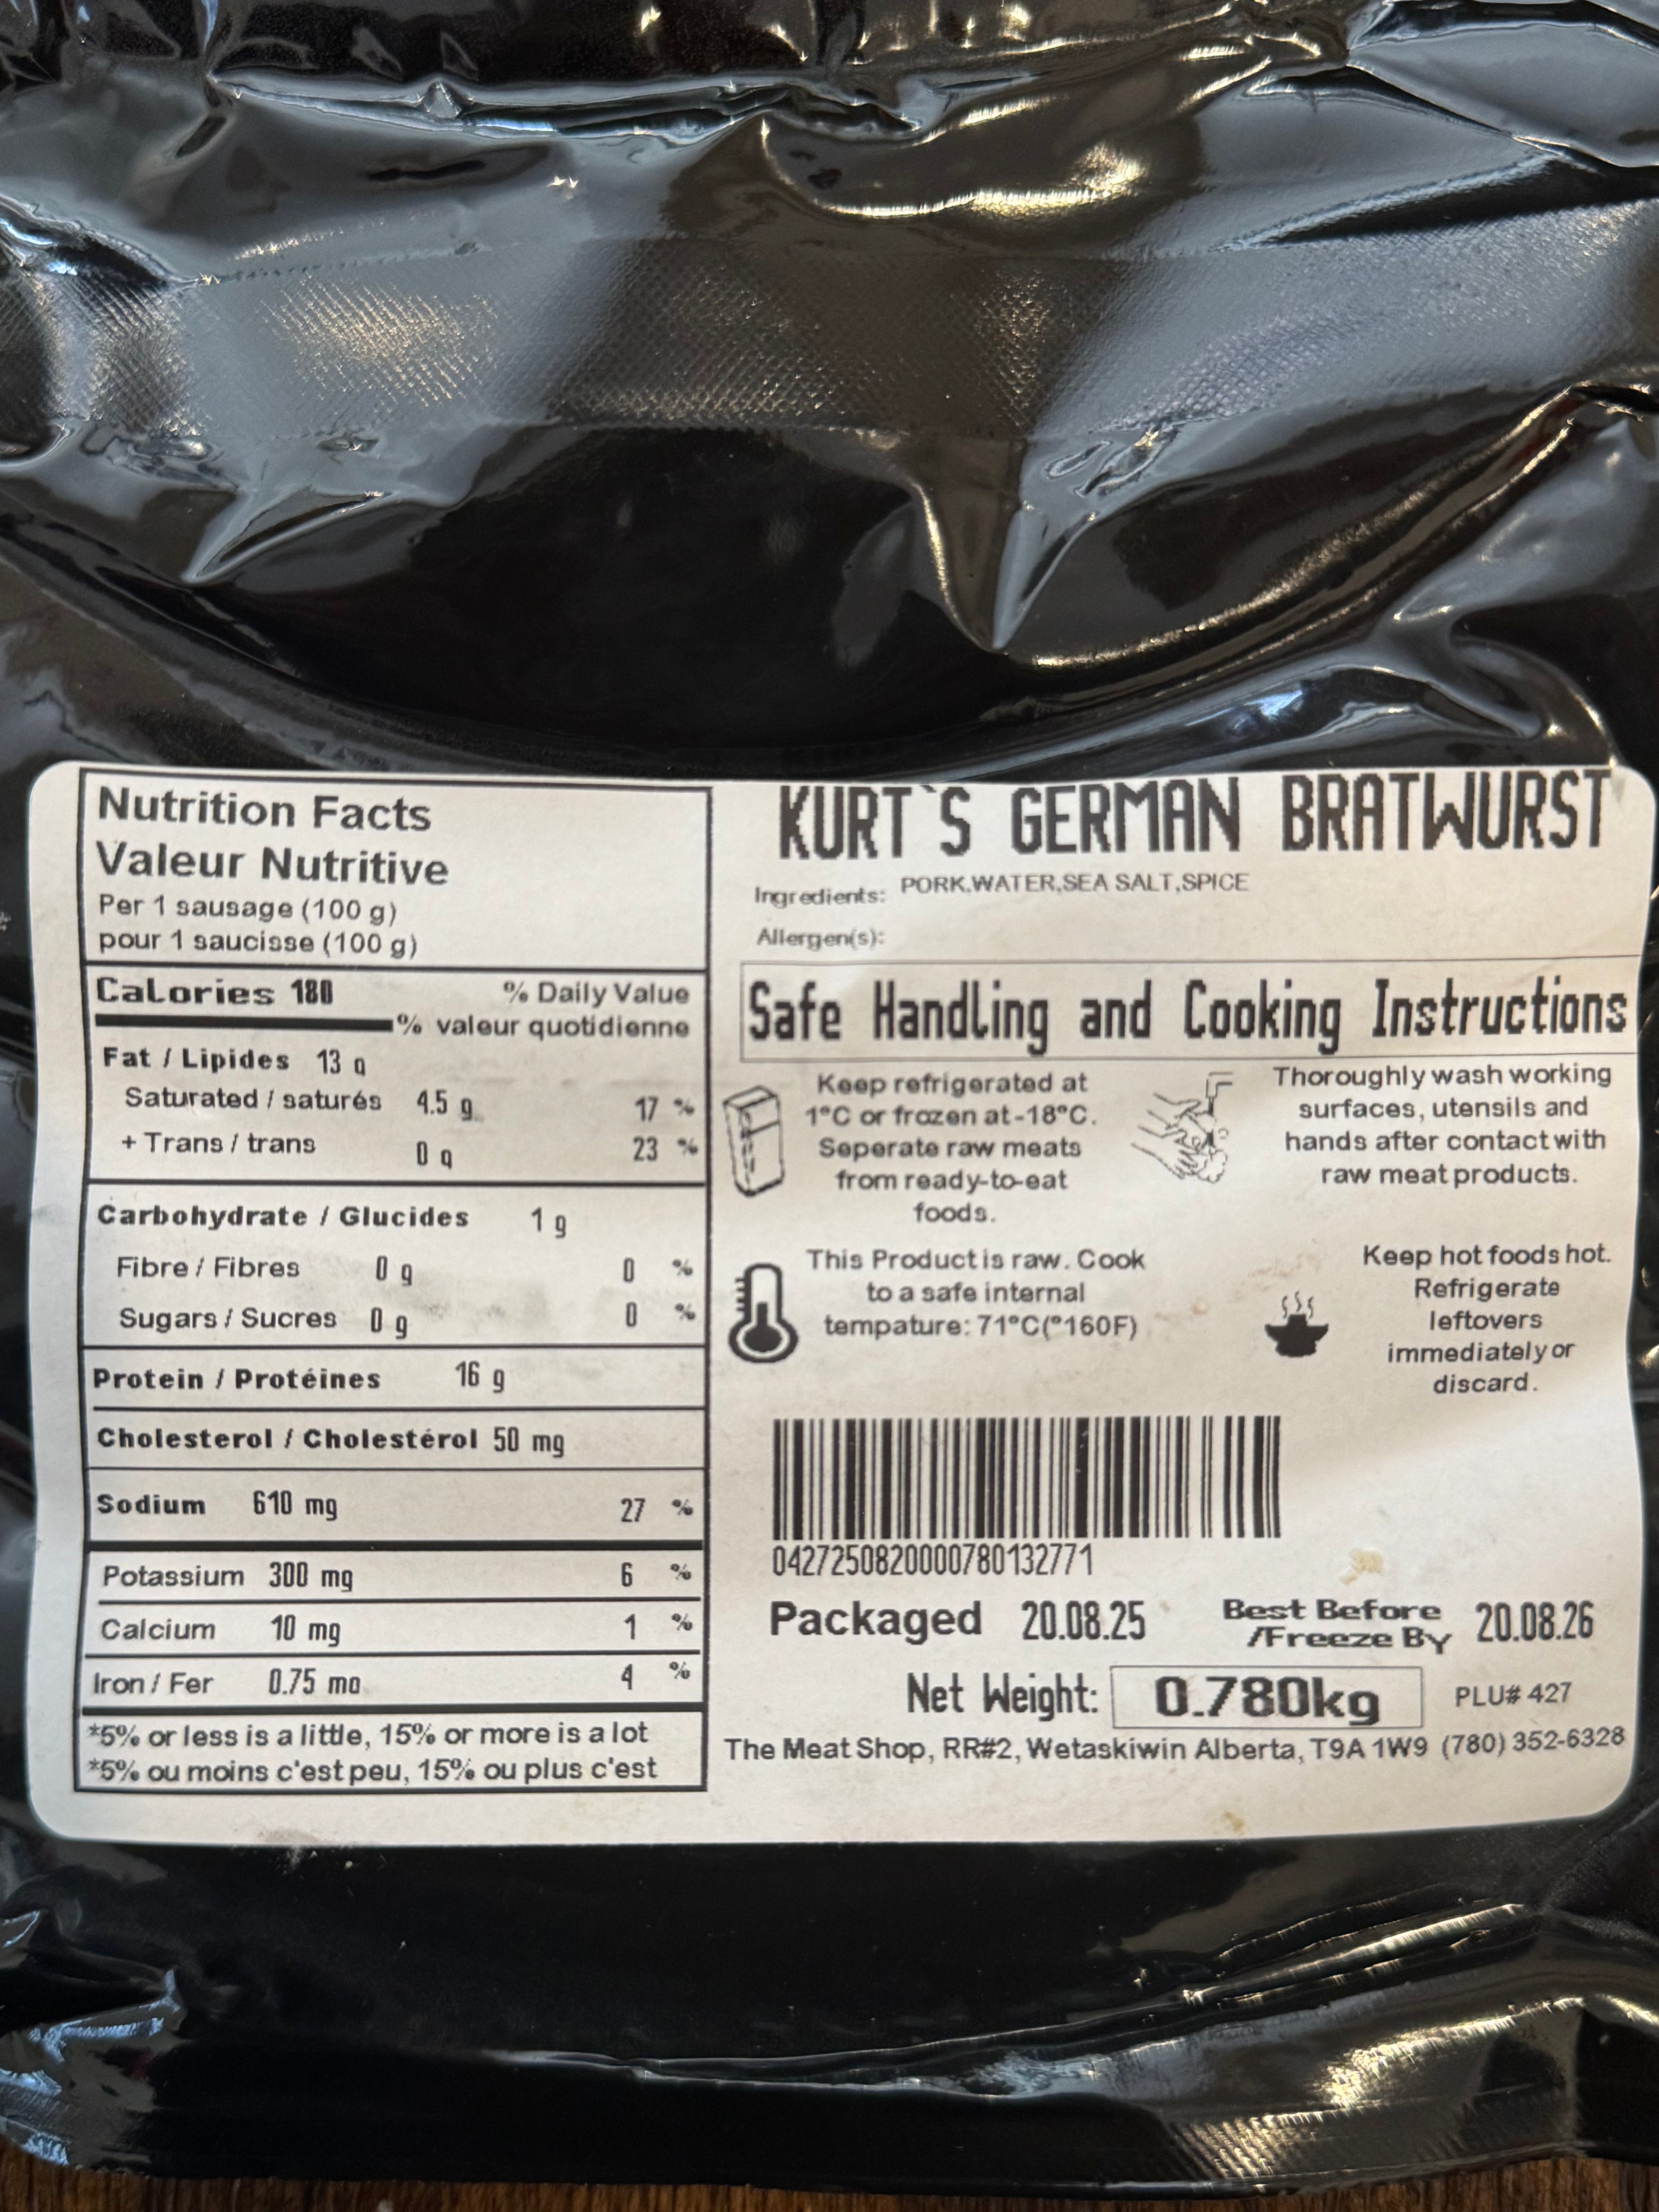 Nutrition Facts
Valeur Nutritive
Per 1 sausage (100 g)
pour 1 saucisse (100 g)
Calories 180 % Daily Value
% valeur quotidienne
Fat / Lipides 13 g
Saturated / saturés 4.5 g 17 %
+ Trans / trans 0 g 23 %
Carbohydrate / Glucides 1 g
Fibre / Fibres 0 g 0 %
Sugars / Sucres 0 g 0 %
Protein / Protéines 16 g
Cholesterol / Cholestérol 50 mg
Sodium 610 mg 27 %
Potassium 300 mg 6 %
Calcium 10 mg 1 %
Iron / Fer 0.75 mg 4 %
*5% or less is a little, 15% or more is a lot
*5% ou moins c'est peu, 15% ou plus c'est
KURT`S GERMAN BRATWURST
Ingredients: PORK,WATER,SEA SALT,SPICE
Allergen(s):
Safe Handling and Cooking Instructions
Keep refrigerated at
1°C or frozen at -18°C.
Seperate raw meats
from ready-to-eat
foods.
Thoroughly wash working
surfaces, utensils and
hands after contact with
raw meat products.
This Product is raw. Cook
to a safe internal
tempature: 71°C(°160F)
Keep hot foods hot.
Refrigerate
leftovers
immediately or
discard.
0427250820000780132771
Packaged 20.08.25
Best Before
/Freeze By 20.08.26
Net Weight: 0.780kg PLU# 427
The Meat Shop, RR#2, Wetaskiwin Alberta, T9A 1W9 (780) 352-6328